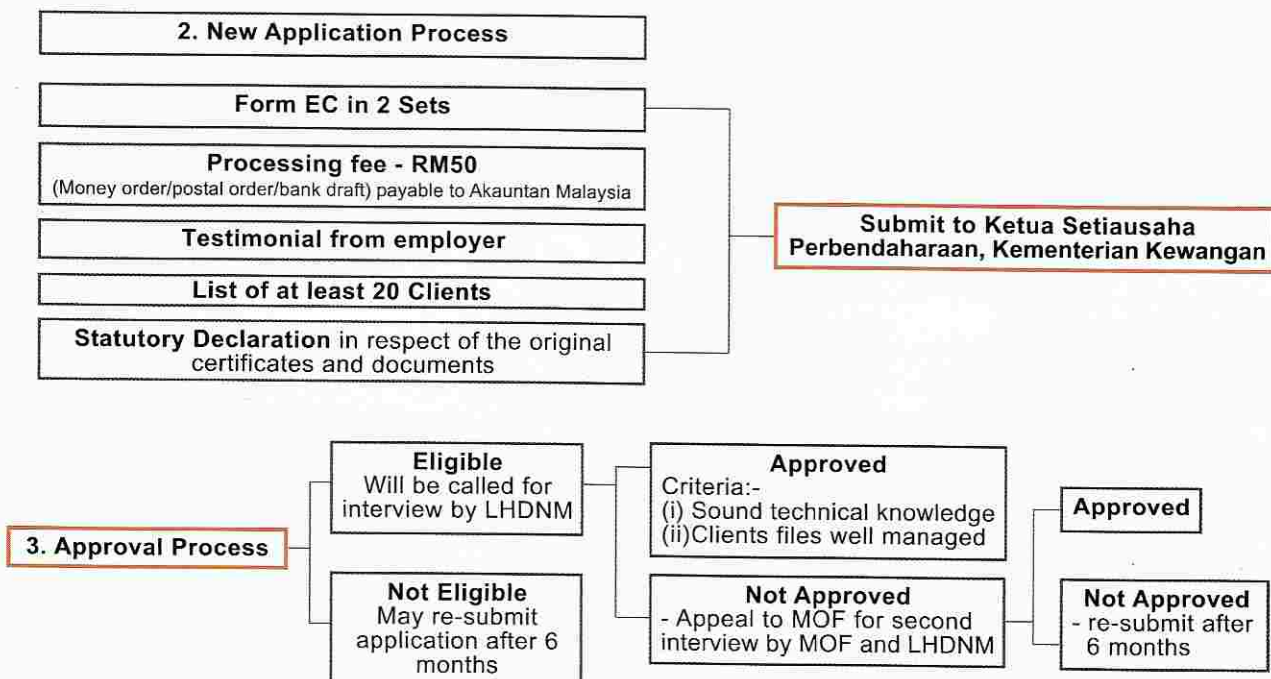 2. New Application Process
Form EC in 2 Sets
Processing fee - RM50
(Money order/postal order/bank draft) payable to Akauntan Malaysia
Testimonial from employer
List of at least 20 Clients
Statutory Declaration in respect of the original
certificates and documents
Submit to Ketua Setiausaha
Perbendaharaan, Kementerian Kewangan
3. Approval Process
Eligible
Will be called for
interview by LHDNM
Not Eligible
May re-submit
application after 6
months
Approved
Criteria:-
(i) Sound technical knowledge
(ii)Clients files well managed
Not Approved
- Appeal to MOF for second
interview by MOF and LHDNM
Approved
Not Approved
- re-submit after
6 months